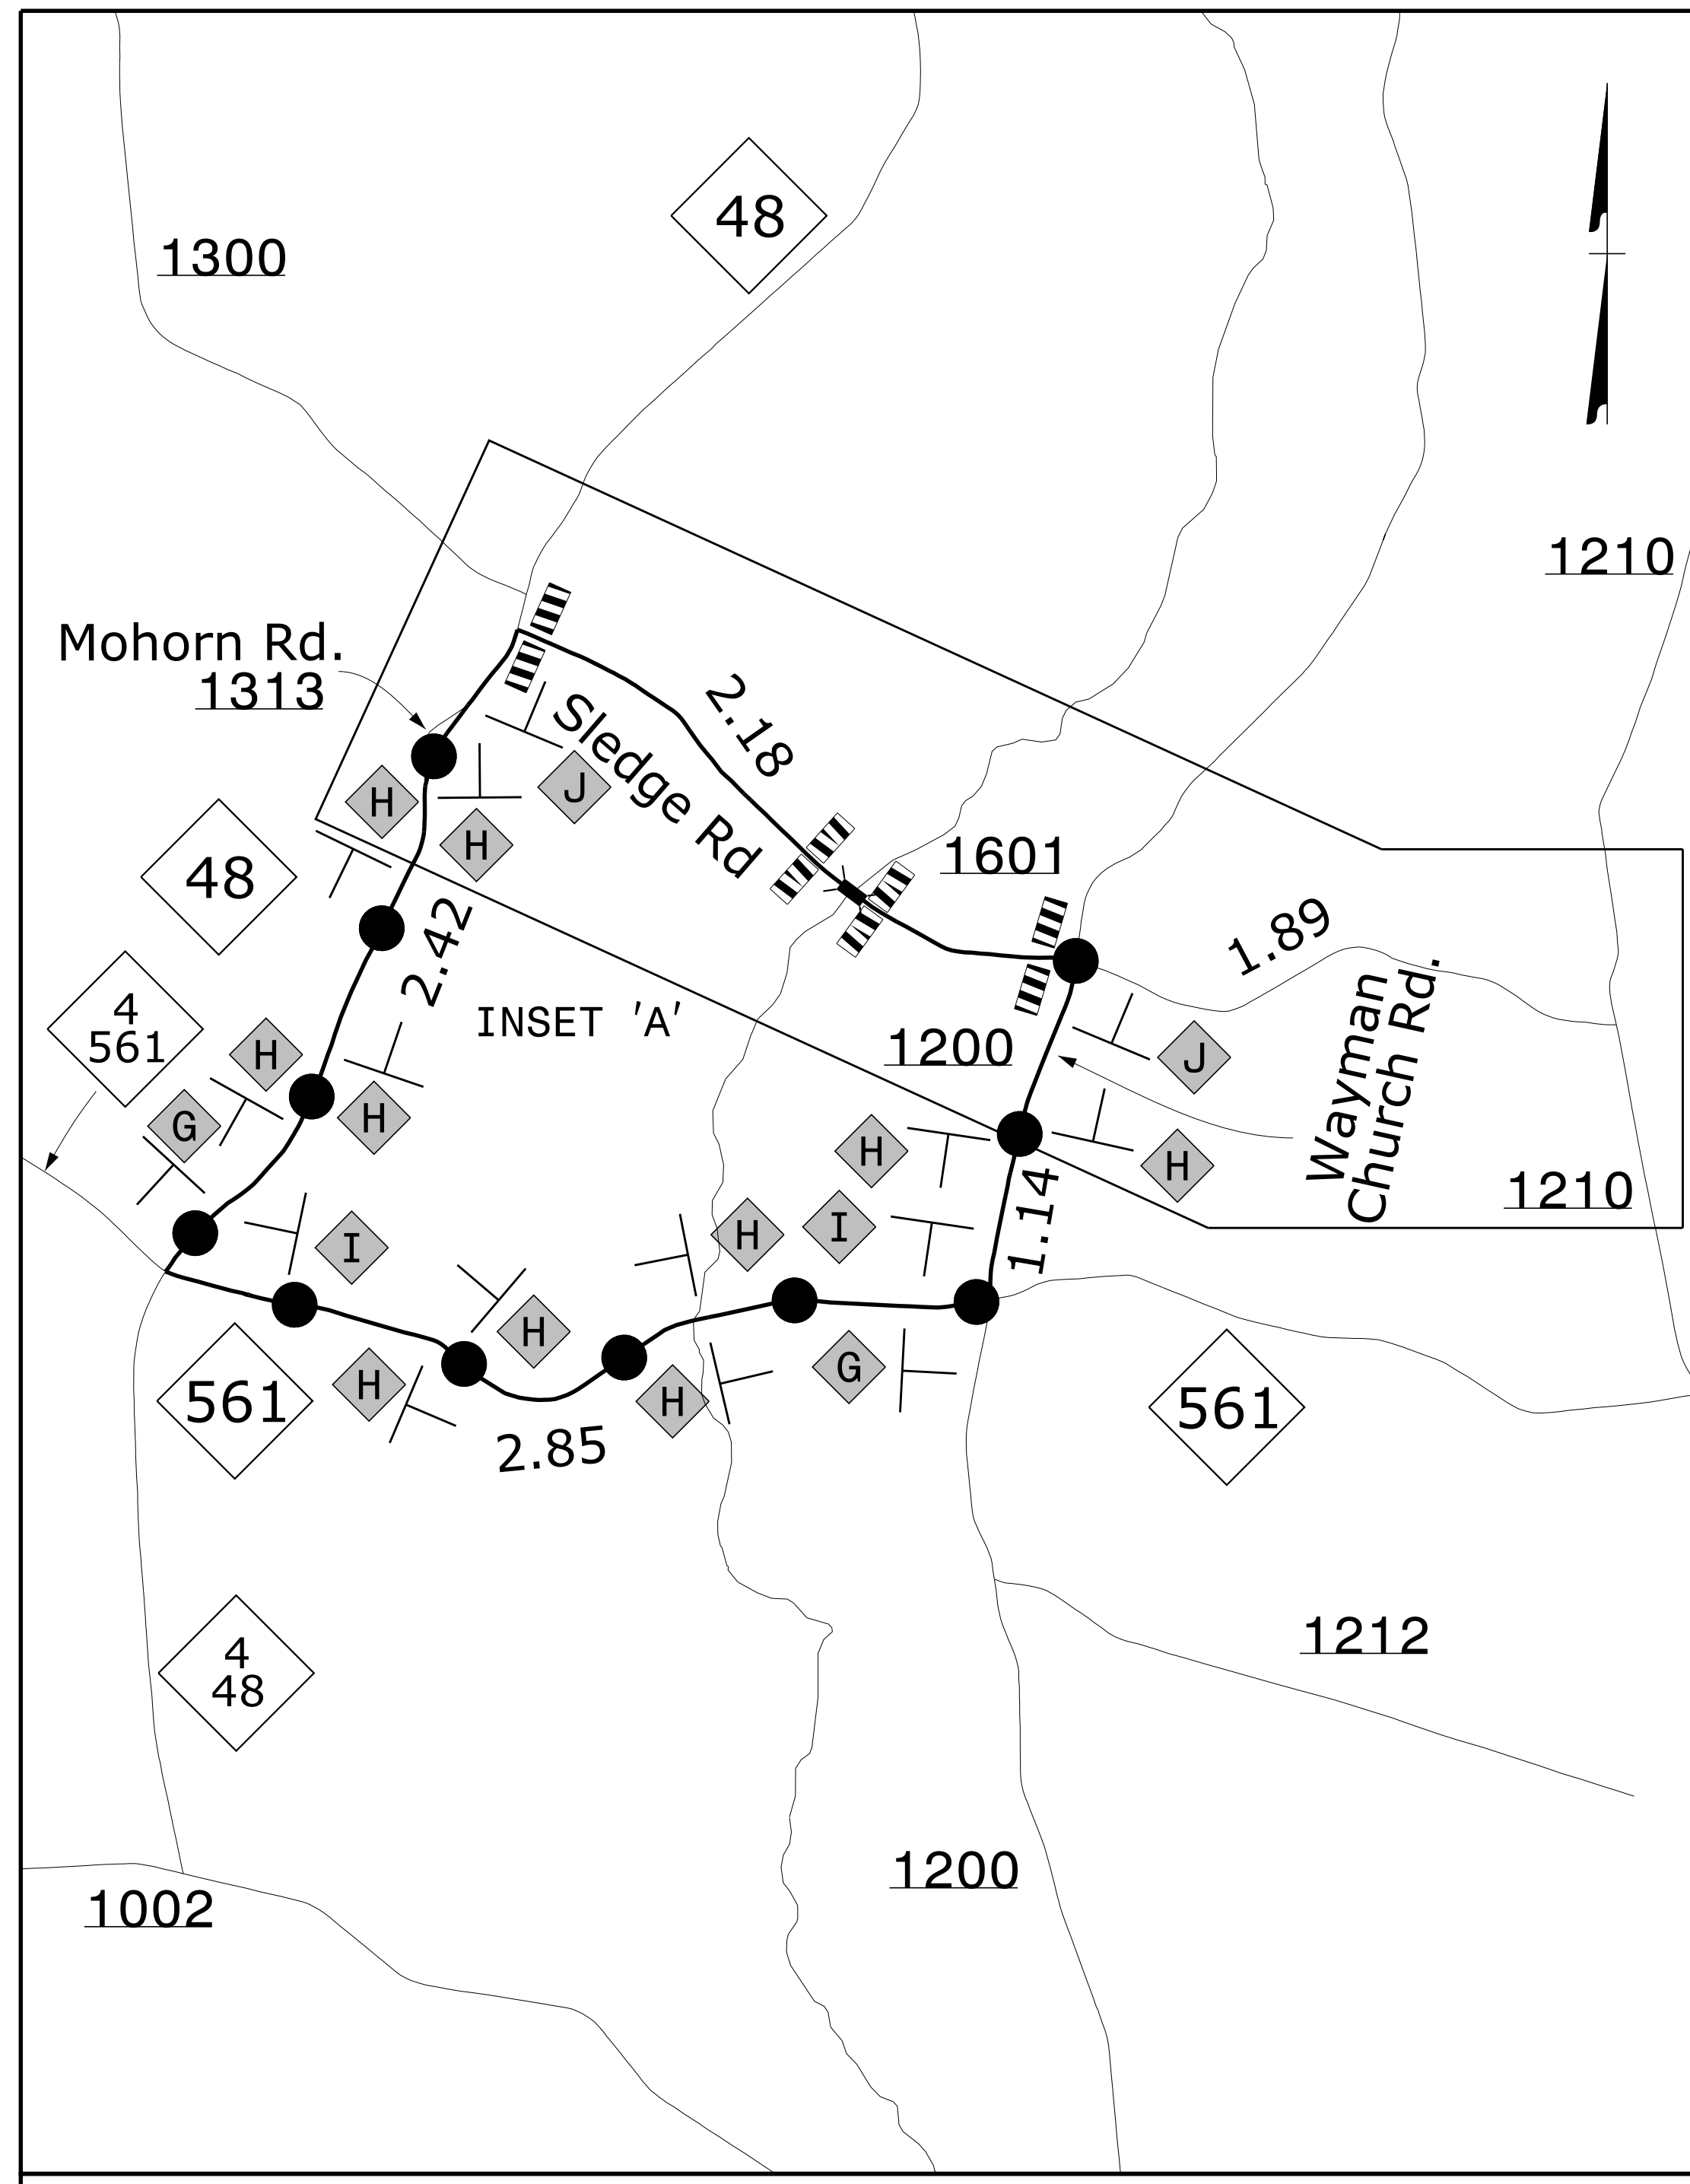 48
1300
1210
Mohorn Rd.
1313
2.18
Sledge Rd
J
H
H
48
1601
1.89
2.42
4
561
INSET 'A'
1200
Wayman
Church Rd.
H
J
G
H
H
H
1210
1.14
H
I
I
H
H
G
H
561
561
2.85
4
48
1212
1200
1002